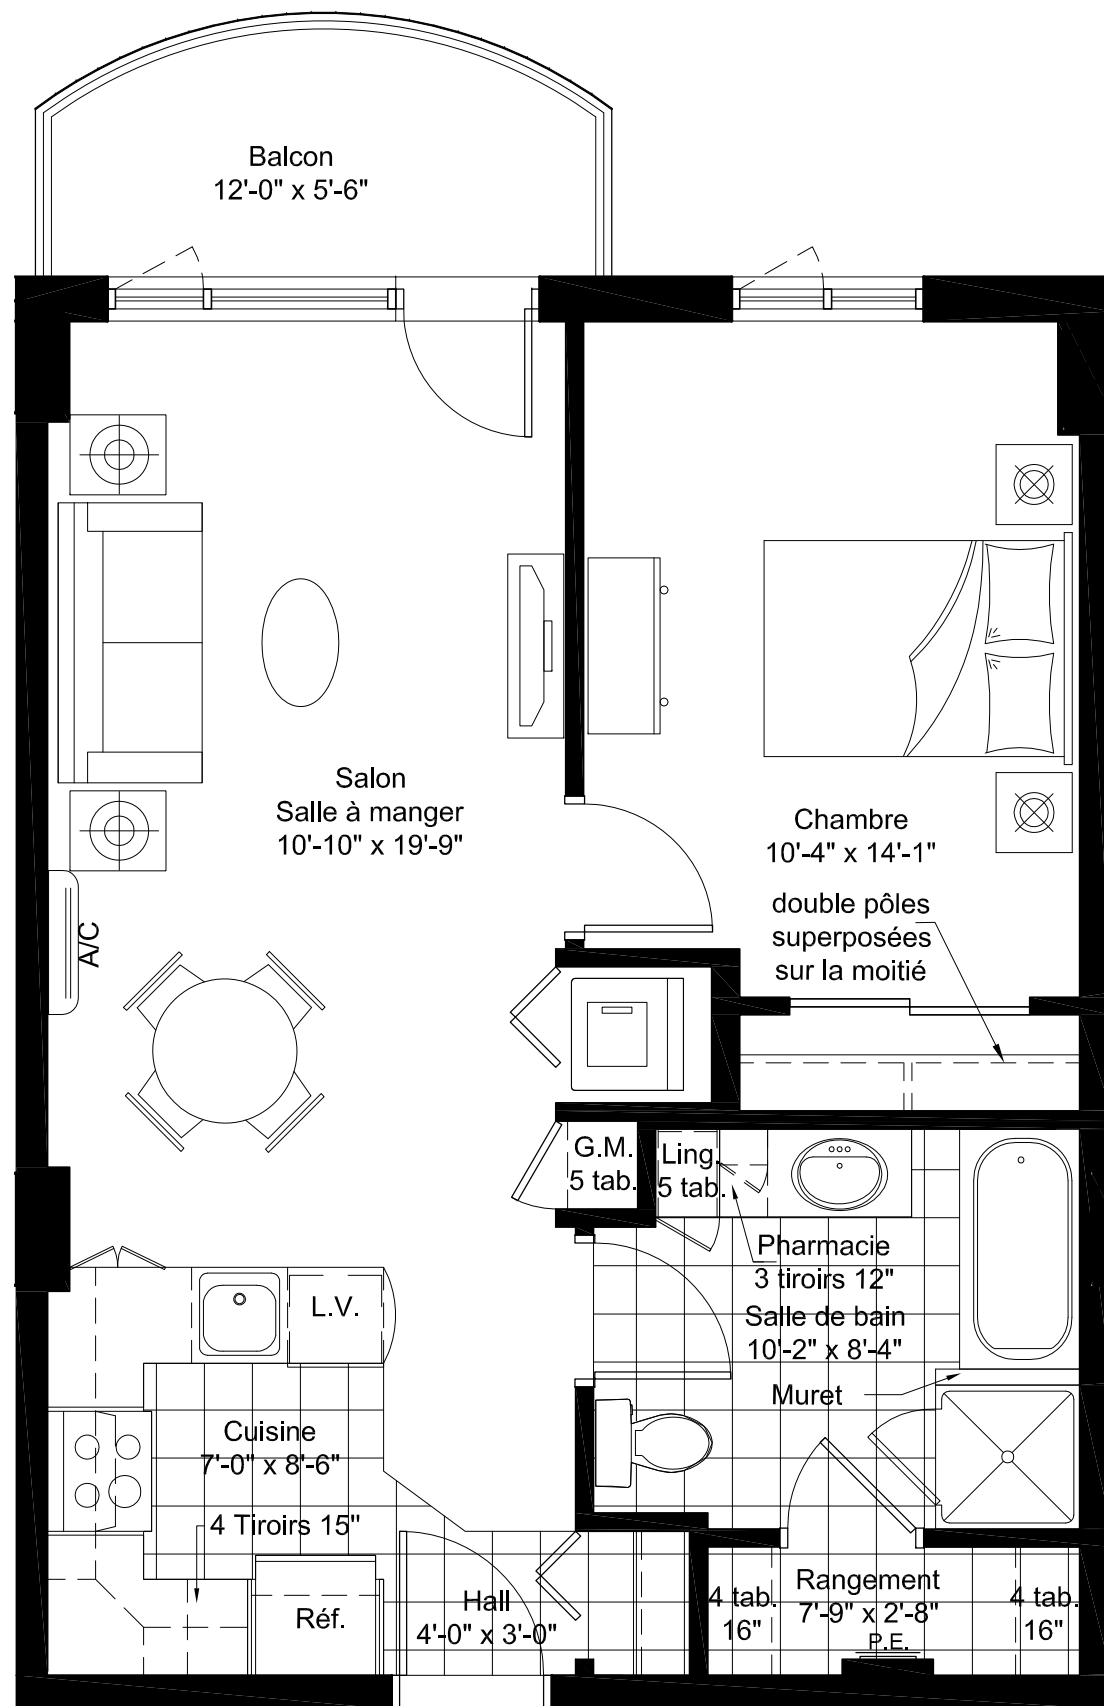 Balcon
12'-0" x 5'-6"
Salon
Salle à manger
10'-10" x 19'-9"
Chambre
10'-4" x 14'-1"
double pôles
superposées
sur la moitié
A/C
G.M.
5 tab.
Ling.
5 tab.
Pharmacie
3 tiroirs 12"
Salle de bain
10'-2" x 8'-4"
Muret
L.V.
Cuisine
7'-0" x 8'-6"
4 Tiroirs 15"
Réf.
Hall
4'-0" x 3'-0"
4 tab.
16"
Rangement
7'-9" x 2'-8"
P.E.
4 tab.
16"